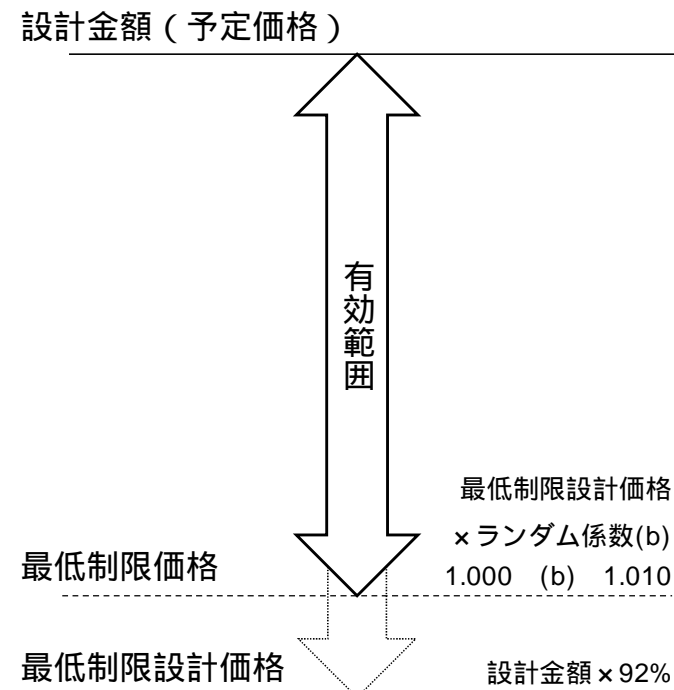 設計金額（予定価格）
有効範囲
最低制限設計価格
×ランダム係数(b)
最低制限価格
1.000 (b) 1.010
最低制限設計価格
設計金額×92%